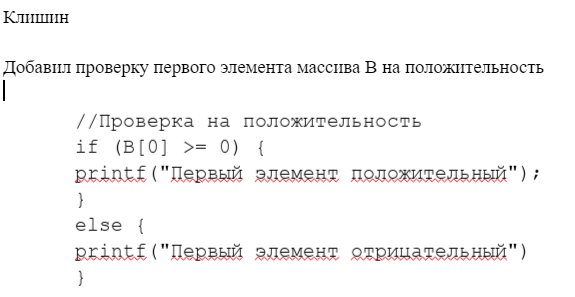 Клишин
Добавил проверку первого элемента массива B на положительность
//Проверка на положительность
if (B[0] >= 0) {
printf("Первый элемент положительный");
}
else {
printf("Первый элемент отрицательный")
}